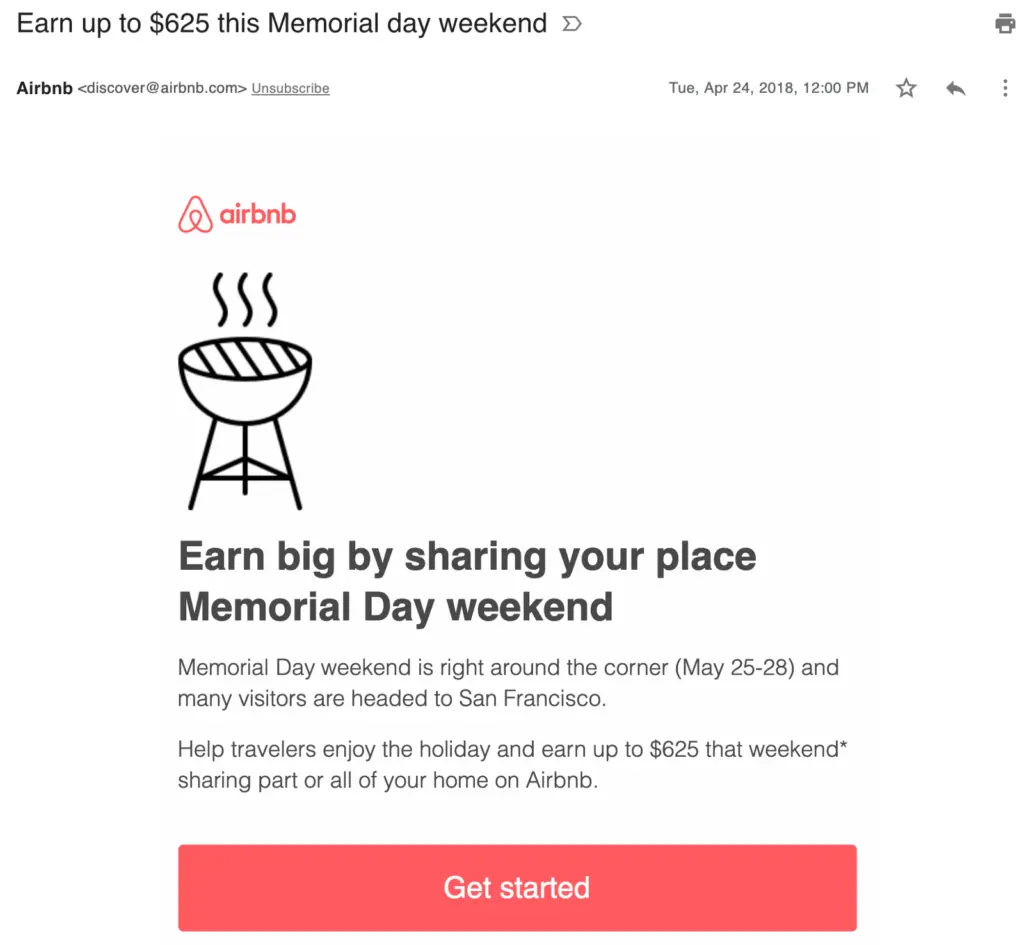 Earn up to $625 this Memorial day weekend
Airbnb <discover@airbnb.com> Unsubscribe
Tue, Apr 24, 2018, 12:00 PM
airbnb
Earn big by sharing your place
Memorial Day weekend
Memorial Day weekend is right around the corner (May 25-28) and
many visitors are headed to San Francisco.
Help travelers enjoy the holiday and earn up to $625 that weekend*
sharing part or all of your home on Airbnb.
Get started